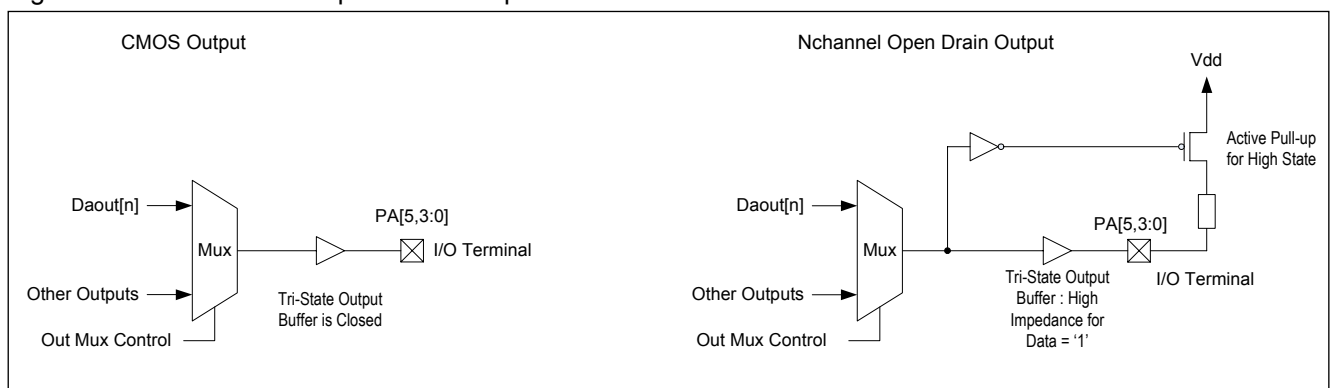 CMOS Output
Daout[n]
Mux
Other Outputs
Out Mux Control
PA[5,3:0]
I/O Terminal
Tri-State Output
Buffer is Closed
Nchannel Open Drain Output
Vdd
Active Pull-up
for High State
Daout[n]
Mux
Other Outputs
Out Mux Control
PA[5,3:0]
I/O Terminal
Tri-State Output
Buffer : High
Impedance for
Data = ‘1’